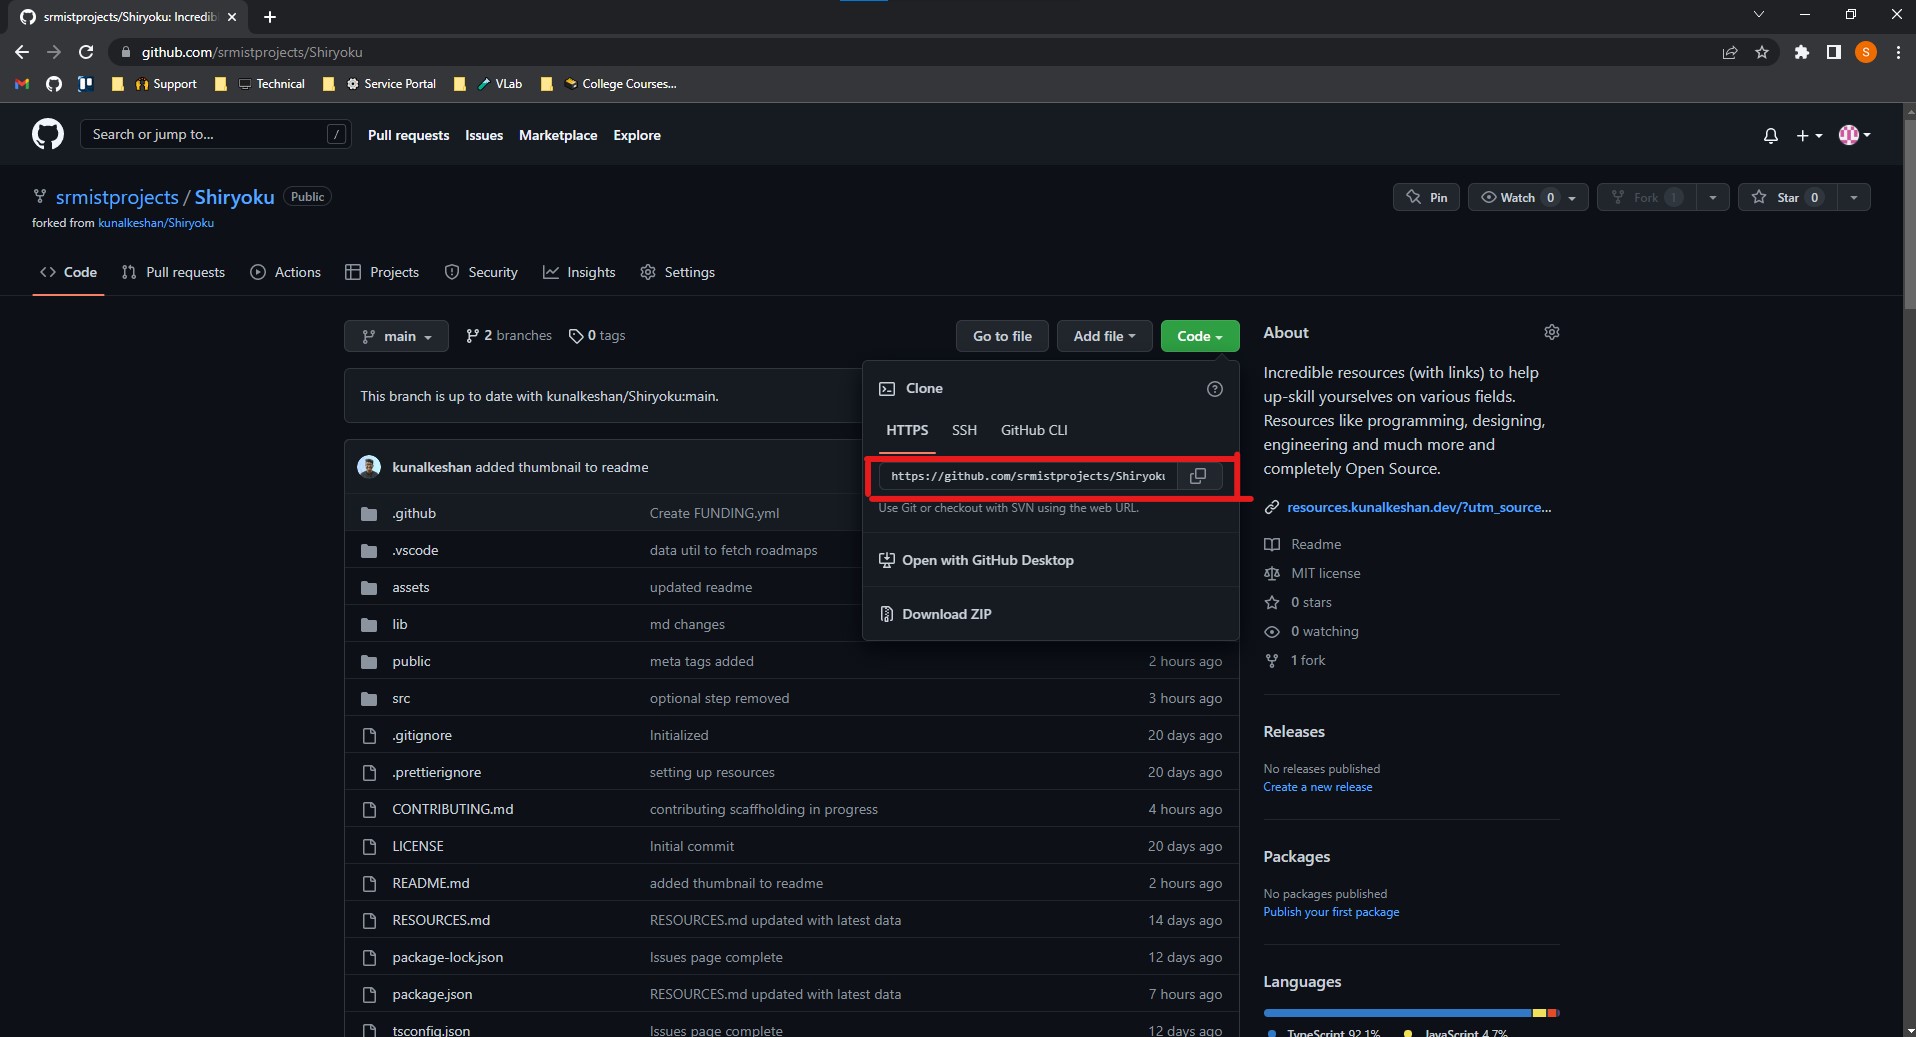 srmistprojects/Shiryoku: Incredib
github.com/srmistprojects/Shiryoku
Support Technical Service Portal VLab College Courses...
Search or jump to... / Pull requests Issues Marketplace Explore
srmistprojects / Shiryoku Public
Pin Watch 0 Fork 1 Star 0
forked from kunalkeshan/Shiryoku
Code Pull requests Actions Projects Security Insights Settings
main 2 branches 0 tags Go to file Add file Code
This branch is up to date with kunalkeshan/Shiryoku:main.
kunalkeshan added thumbnail to readme
.github Create FUNDING.yml
.vscode data util to fetch roadmaps
assets updated readme
lib md changes
public meta tags added 2 hours ago
src optional step removed 3 hours ago
.gitignore Initialized 20 days ago
.prettierignore setting up resources 20 days ago
CONTRIBUTING.md contributing scaffholding in progress 4 hours ago
LICENSE Initial commit 20 days ago
README.md added thumbnail to readme 2 hours ago
RESOURCES.md RESOURCES.md updated with latest data 14 days ago
package-lock.json Issues page complete 12 days ago
package.json RESOURCES.md updated with latest data 7 hours ago
tsconfig.json Issues page complete 12 days ago
Clone
HTTPS SSH GitHub CLI
https://github.com/srmistprojects/Shiryoku
Use Git or checkout with SVN using the web URL.
Open with GitHub Desktop
Download ZIP
About
Incredible resources (with links) to help
up-skill yourselves on various fields.
Resources like programming, designing,
engineering and much more and
completely Open Source.
resources.kunalkeshan.dev/?utm_source...
Readme
MIT license
0 stars
0 watching
1 fork
Releases
No releases published
Create a new release
Packages
No packages published
Publish your first package
Languages
TypeScript 92.1% JavaScript 4.7%
S